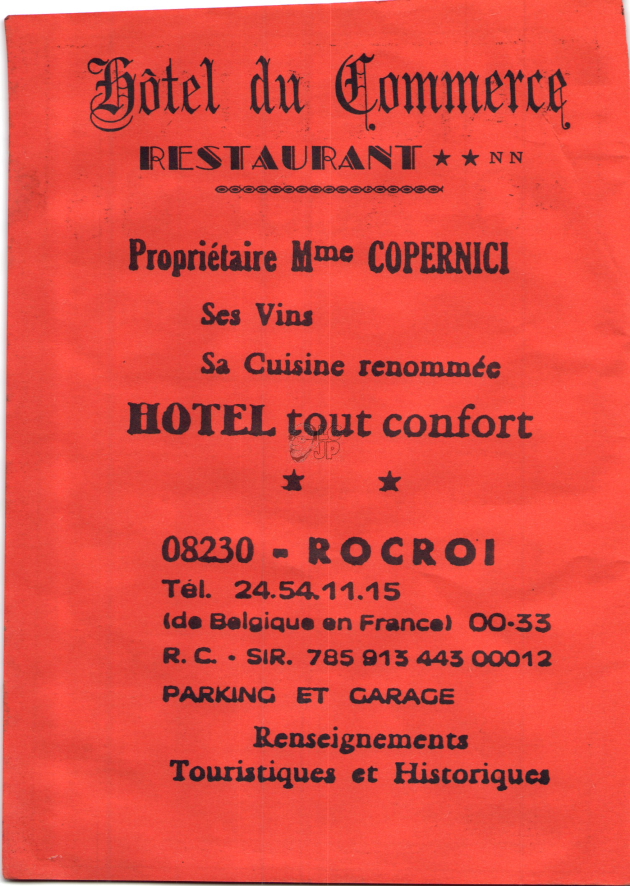 Hôtel du Commerce
RESTAURANT ★ ★ NN
Propriétaire Mme COPERNICI
Ses Vins
Sa Cuisine renommée
HOTEL tout confort
★ ★
08230 - ROCROI
Tél. 24.54.11.15
(de Belgique en France) 00-33
R. C. - SIR. 785 913 443 00012
PARKING ET GARAGE
Renseignements
Touristiques et Historiques